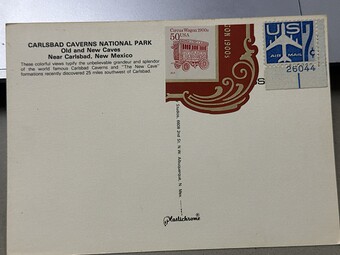 CARLSBAD CAVERNS NATIONAL PARK
Old and New Caves
Near Carlsbad, New Mexico
These colorful views typify the unbelievable grandeur and splendor
of the world famous Carlsbad Caverns and "The New Cave"
formations recently discovered 25 miles southwest of Carlsbad.
Circus Wagon 1900s
5¢ USA
US
AIR MAIL
26044
Plastichrome